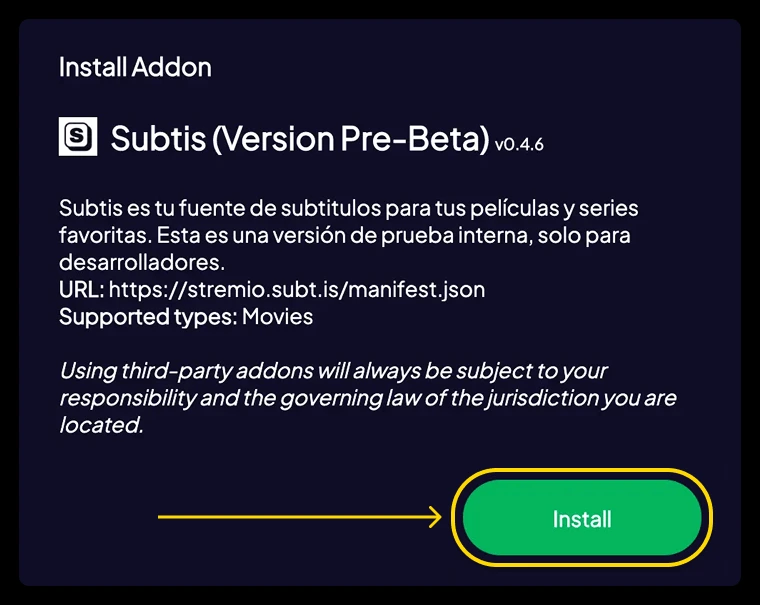 Install Addon
S
Subtis (Version Pre-Beta) v0.4.6
Subtis es tu fuente de subtitulos para tus películas y series
favoritas. Esta es una versión de prueba interna, solo para
desarrolladores.
URL: https://stremio.subt.is/manifest.json
Supported types: Movies
Using third-party addons will always be subject to your
responsibility and the governing law of the jurisdiction you are
located.
Install